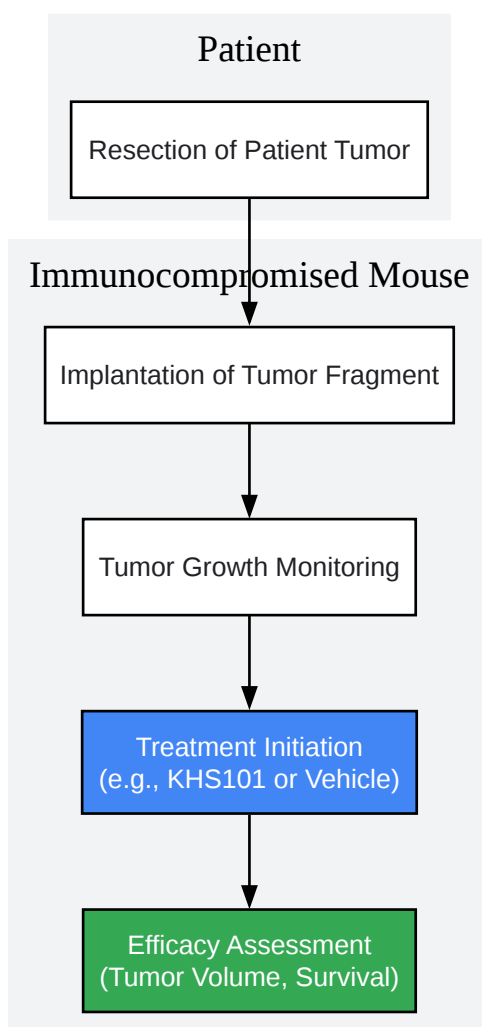 Patient
Resection of Patient Tumor
Immunocompromised Mouse
Implantation of Tumor Fragment
Tumor Growth Monitoring
Treatment Initiation
(e.g., KHS101 or Vehicle)
Efficacy Assessment
(Tumor Volume, Survival)